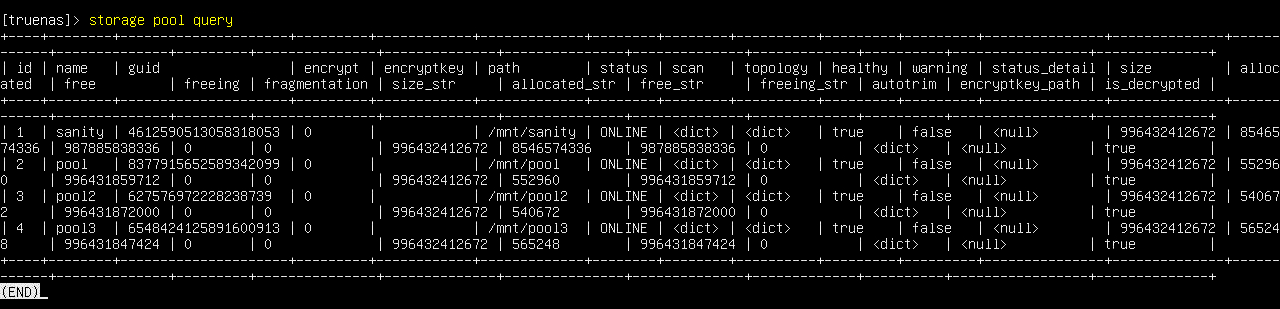 [truenas]> storage pool query
+----+--------+---------------------+---------+------------+-------------+--------+--------+----------+---------+---------+---------------+--------------+------
------+--------------+---------+---------------+--------------+---------------+--------------+-------------+----------+-----------------+--------------+
| id | name   | guid                | encrypt | encryptkey | path        | status | scan   | topology | healthy | warning | status_detail | size         | alloc
ated  | free         | freeing | fragmentation | size_str     | allocated_str | free_str     | freeing_str | autotrim | encryptkey_path | is_decrypted |
+----+--------+---------------------+---------+------------+-------------+--------+--------+----------+---------+---------+---------------+--------------+------
------+--------------+---------+---------------+--------------+---------------+--------------+-------------+----------+-----------------+--------------+
| 1  | sanity | 4612590513058318053 | 0       |            | /mnt/sanity | ONLINE | <dict> | <dict>   | true    | false   | <null>        | 996432412672 | 85465
74336 | 987885838336 | 0       | 0             | 996432412672 | 8546574336    | 987885838336 | 0           | <dict>   | <null>          | true         |
| 2  | pool   | 8377915652589342099 | 0       |            | /mnt/pool   | ONLINE | <dict> | <dict>   | true    | false   | <null>        | 996432412672 | 55296
0     | 996431859712 | 0       | 0             | 996432412672 | 552960        | 996431859712 | 0           | <dict>   | <null>          | true         |
| 3  | pool2  | 627576972228238739  | 0       |            | /mnt/pool2  | ONLINE | <dict> | <dict>   | true    | false   | <null>        | 996432412672 | 54067
2     | 996431872000 | 0       | 0             | 996432412672 | 540672        | 996431872000 | 0           | <dict>   | <null>          | true         |
| 4  | pool3  | 6548424125891600913 | 0       |            | /mnt/pool3  | ONLINE | <dict> | <dict>   | true    | false   | <null>        | 996432412672 | 56524
8     | 996431847424 | 0       | 0             | 996432412672 | 565248        | 996431847424 | 0           | <dict>   | <null>          | true         |
+----+--------+---------------------+---------+------------+-------------+--------+--------+----------+---------+---------+---------------+--------------+------
------+--------------+---------+---------------+--------------+---------------+--------------+-------------+----------+-----------------+--------------+
(END)